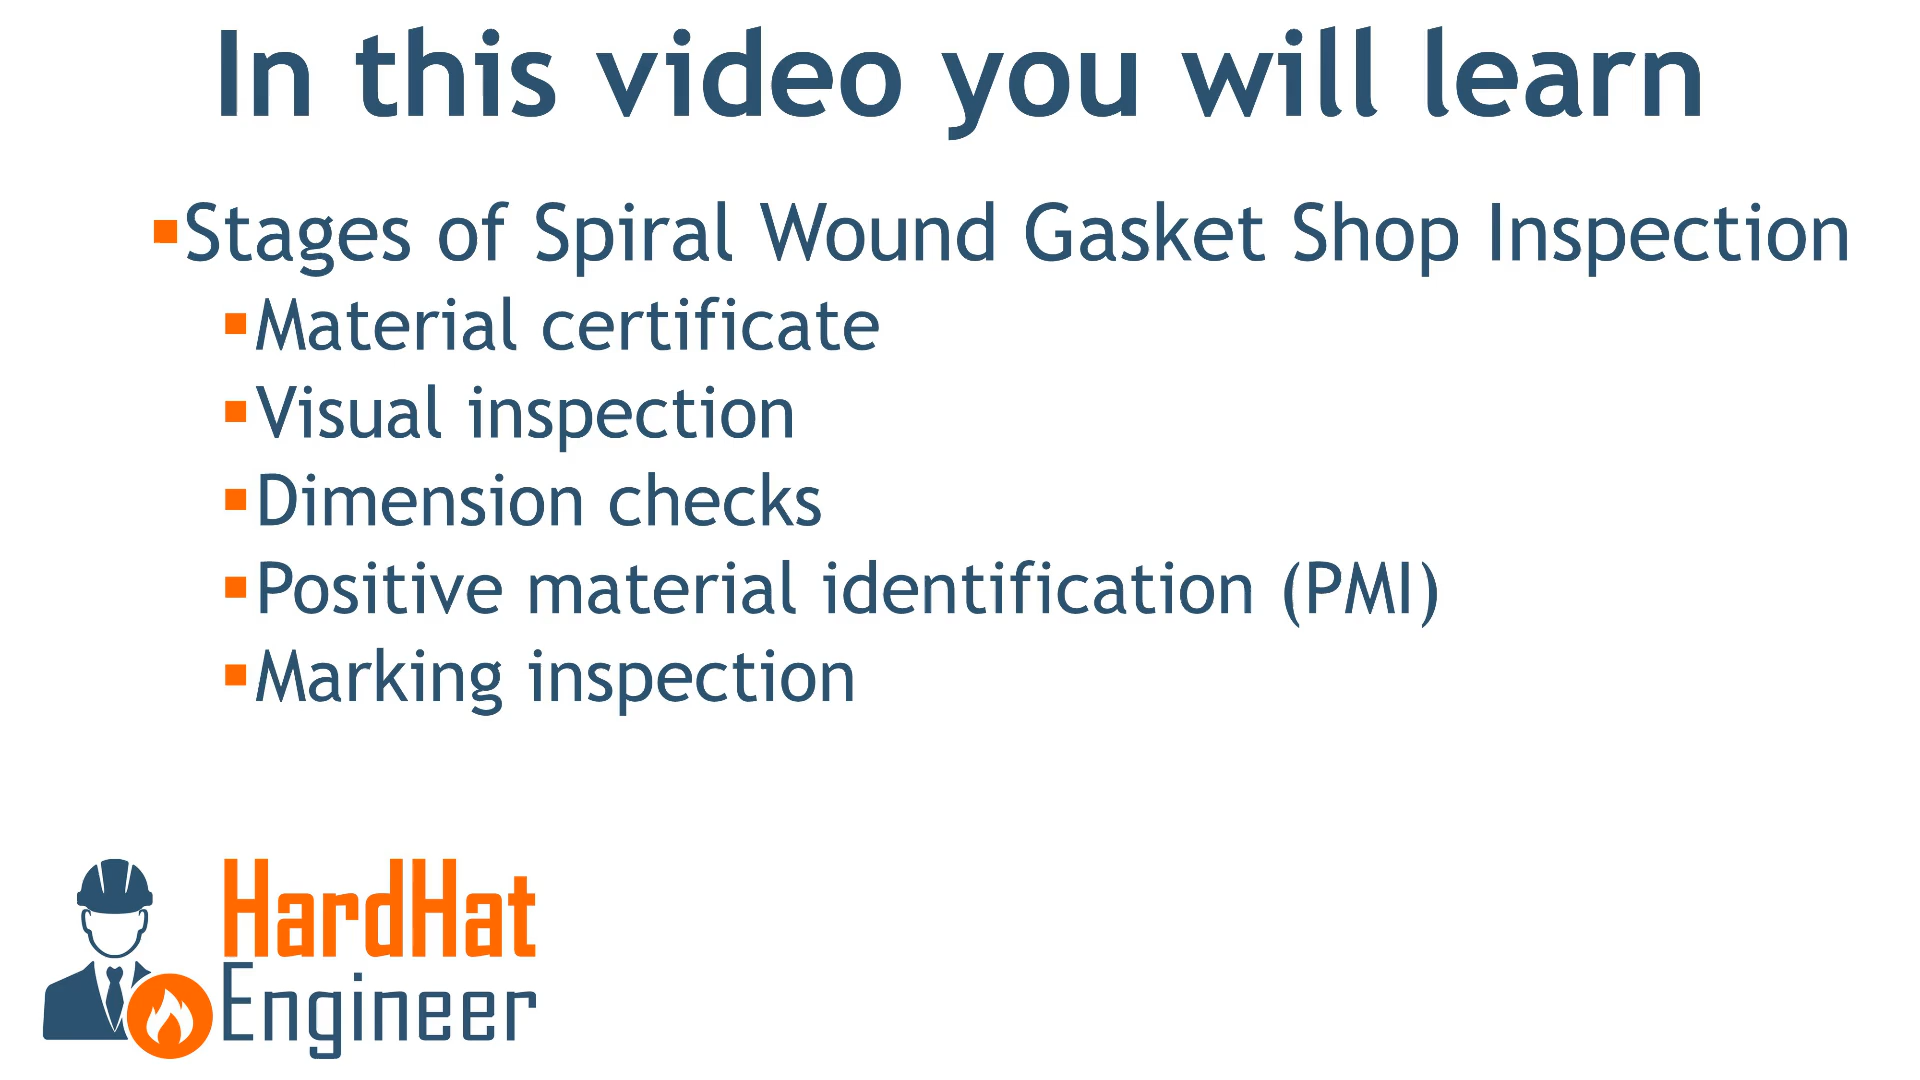 In this video you will learn
▪Stages of Spiral Wound Gasket Shop Inspection
▪Material certificate
▪Visual inspection
▪Dimension checks
▪Positive material identification (PMI)
▪Marking inspection
HardHat
Engineer